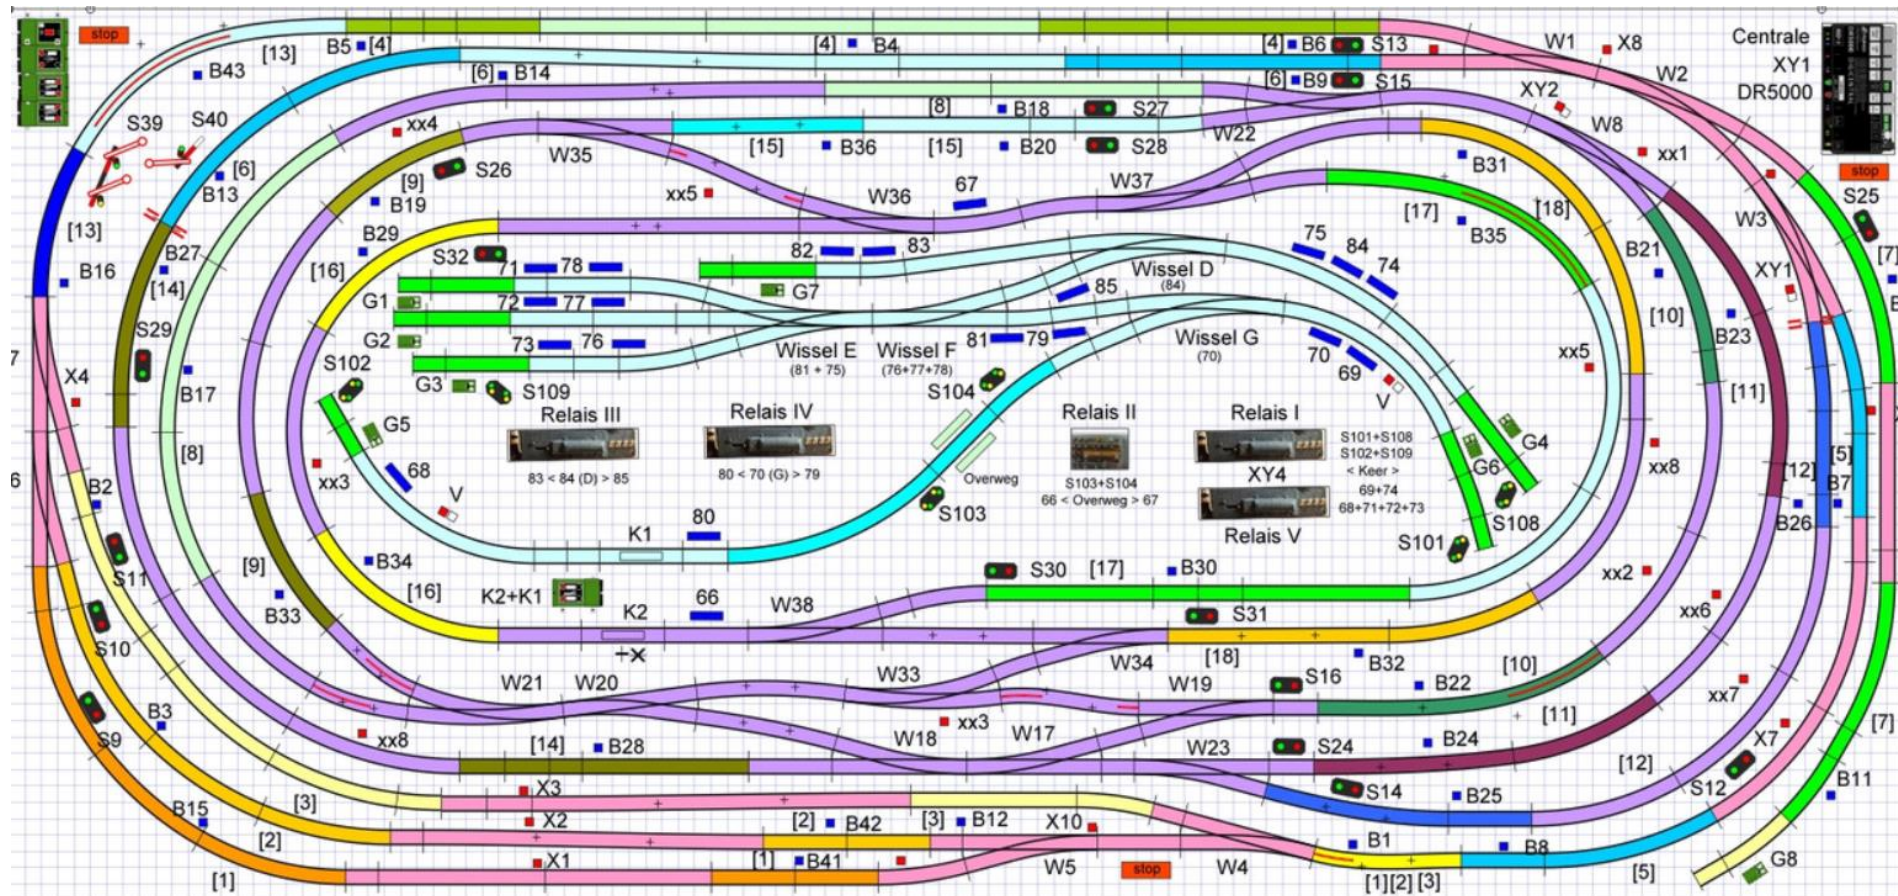 stop
[13]
B5
[4]
[4]
B4
[4]
B6
S13
W1
X8
Centrale
XY1
DR5000
B43
[6]
B14
[6]
B9
S15
W2
XY2
S39
S40
xx4
[8]
B18
S27
W22
W8
W35
[15]
B36
[15]
B20
S28
xx1
stop
[6]
B13
[9]
S26
B31
W37
S25
B19
xx5
W36
67
[17]
[18]
W3
[13]
B27
B29
B35
B21
[7]
B16
[14]
[16]
S32
71
78
82
83
75
84
74
XY1
Wissel D
(84)
G7
85
G1
72
77
[10]
B23
S29
G2
73
76
Wissel E
(81 + 75)
Wissel F
(76+77+78)
81
79
Wissel G
(70)
70
69
xx5
X4
B17
S102
G3
S109
S104
V
[11]
Relais III
83 < 84 (D) > 85
Relais IV
80 < 70 (G) > 79
Relais II
S103+S104
66 < Overweg > 67
Relais I
XY4
Relais V
S101+S108
S102+S109
< Keer >
69+74
68+71+72+73
G5
G4
G6
[8]
68
V
Overweg
S103
S108
S101
xx8
[12]
[5]
B7
B26
xx3
B2
S11
K1
80
[9]
B34
[16]
B33
K2+K1
K2
66
W38
S30
[17]
B30
S31
xx2
xx6
S10
W21
W20
W33
W34
[18]
B32
[10]
W19
S16
B22
xx7
S9
B3
xx8
[14]
B28
xx3
W18
W17
W23
S24
B24
[11]
X7
[7]
[12]
S12
B11
S14
B25
B15
[3]
X3
[2]
X2
[2]
B42
[3]
B12
X10
B1
B8
[1]
X1
[1]
B41
W5
stop
W4
[1][2] [3]
[5]
G8